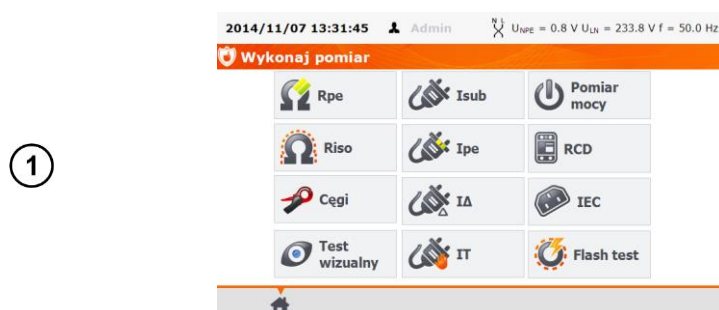 2014/11/07 13:31:45 Admin N L UNPE = 0.8 V ULN = 233.8 V f = 50.0 Hz
Wykonaj pomiar
Rpe Isub Pomiar mocy
1
Riso Ipe RCD
Cęgi IΔ IEC
Test wizualny IT Flash test